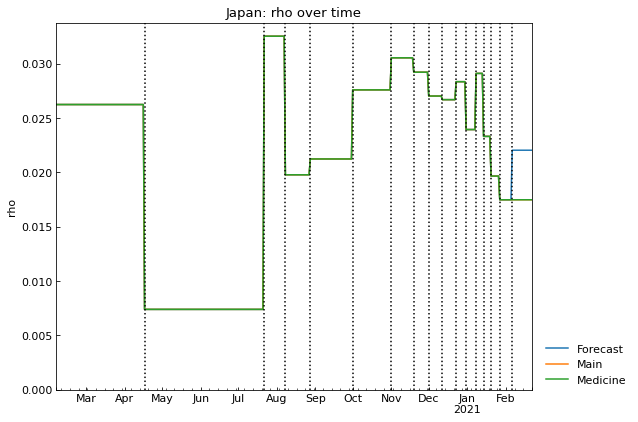 Japan: rho over time
rho
0.030
0.025
0.020
0.015
0.010
0.005
0.000
Mar Apr May Jun Jul Aug Sep Oct Nov Dec Jan Feb
2021
Forecast
Main
Medicine